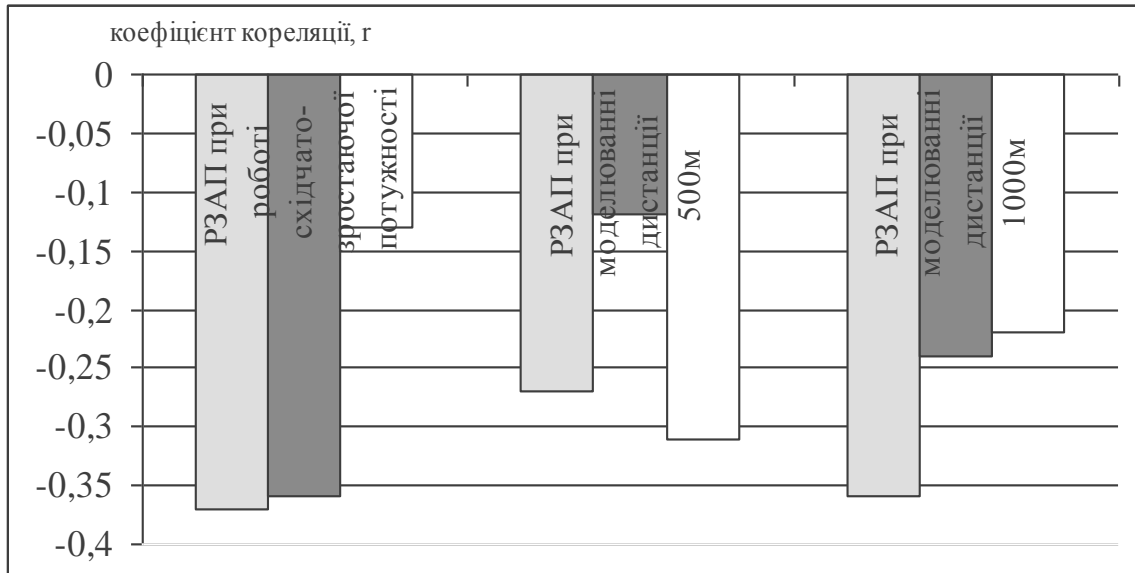 коефіцієнт кореляції, r
0
-0,05
-0,1
-0,15
-0,2
-0,25
-0,3
-0,35
-0,4
РЗАП при
роботі
східчато-
зростаючої
потужності
РЗАП при
моделюванні
дистанції
500м
РЗАП при
моделюванні
дистанції
1000м